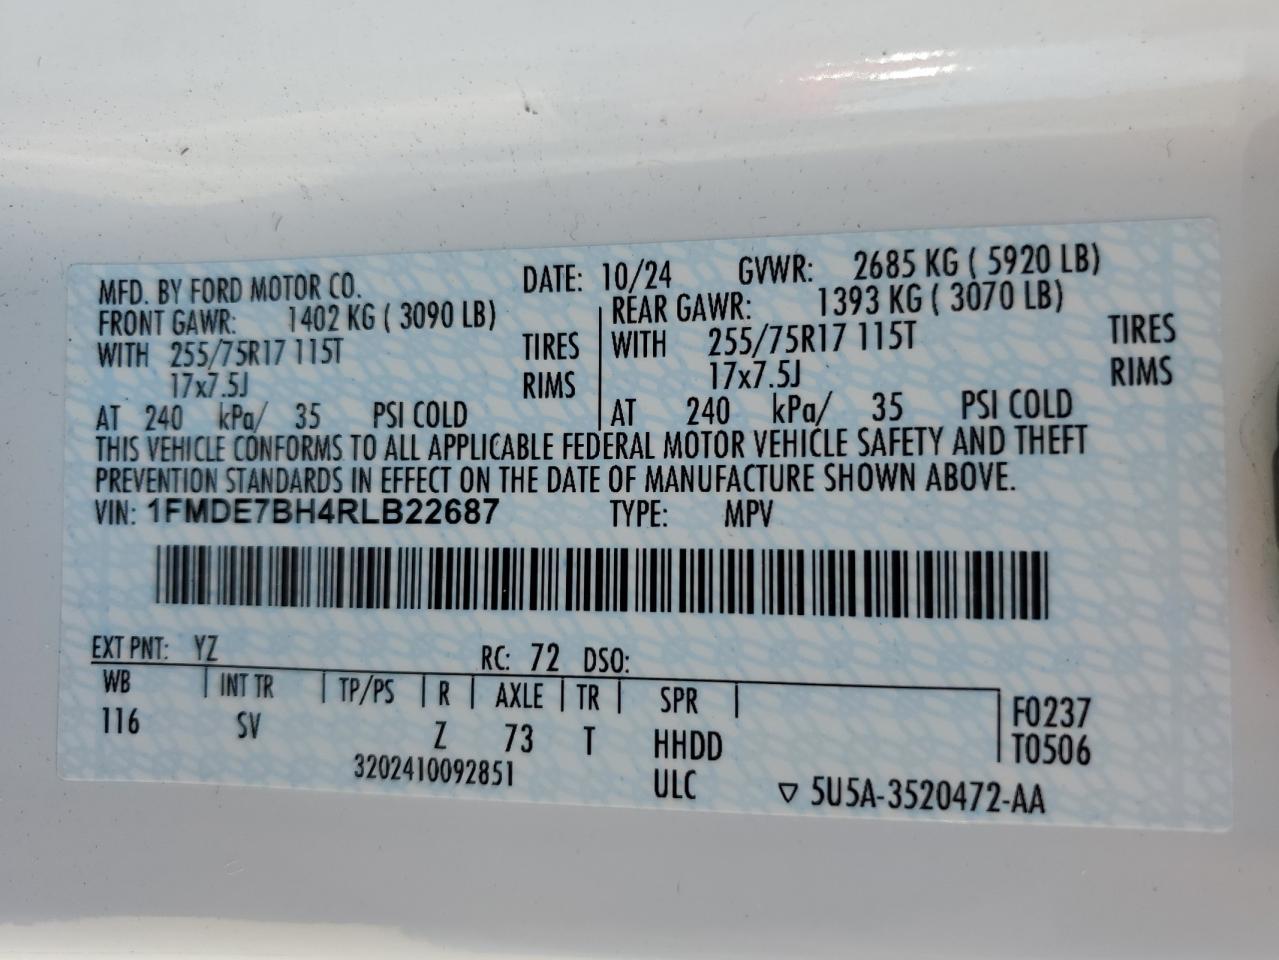 MFD. BY FORD MOTOR CO. DATE: 10/24 GVWR: 2685 KG ( 5920 LB)
FRONT GAWR: 1402 KG ( 3090 LB) REAR GAWR: 1393 KG ( 3070 LB)
WITH 255/75R17 115T TIRES WITH 255/75R17 115T TIRES
17x7.5J RIMS 17x7.5J RIMS
AT 240 kPa/ 35 PSI COLD AT 240 kPa/ 35 PSI COLD
THIS VEHICLE CONFORMS TO ALL APPLICABLE FEDERAL MOTOR VEHICLE SAFETY AND THEFT
PREVENTION STANDARDS IN EFFECT ON THE DATE OF MANUFACTURE SHOWN ABOVE.
VIN: 1FMDE7BH4RLB22687 TYPE: MPV
EXT PNT: YZ RC: 72 DSO:
WB INT TR TP/PS R AXLE TR SPR F0237
116 SV Z 73 T HHDD T0506
3202410092851 ULC ▽ 5U5A-3520472-AA